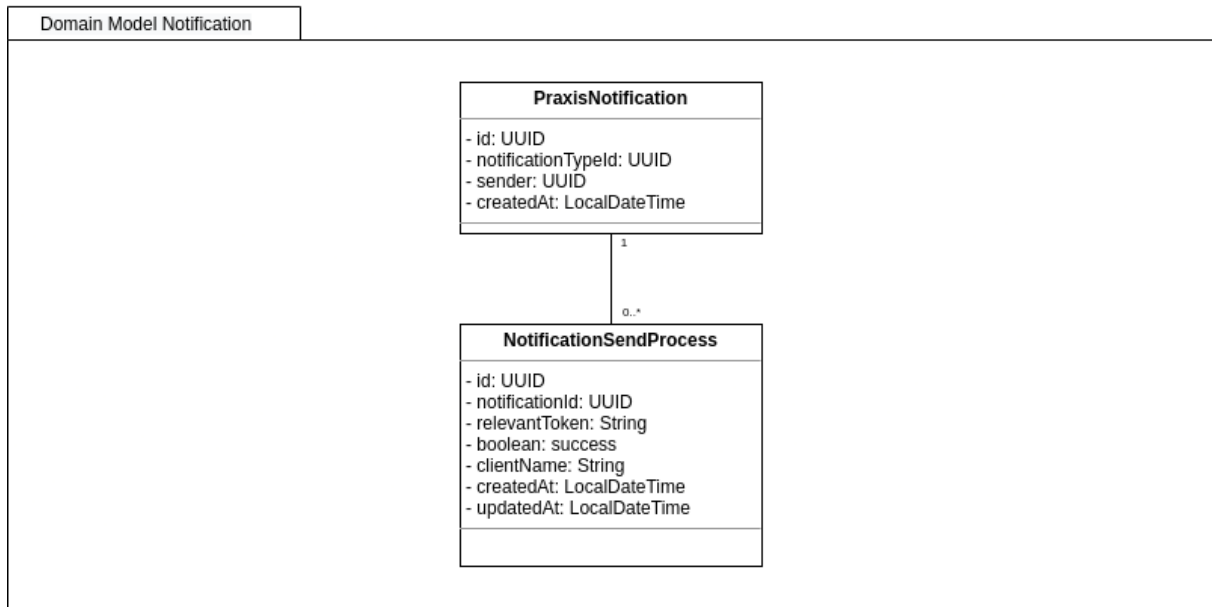 Domain Model Notification
PraxisNotification
- id: UUID
- notificationTypeId: UUID
- sender: UUID
- createdAt: LocalDateTime
1
0..*
NotificationSendProcess
- id: UUID
- notificationId: UUID
- relevantToken: String
- boolean: success
- clientName: String
- createdAt: LocalDateTime
- updatedAt: LocalDateTime